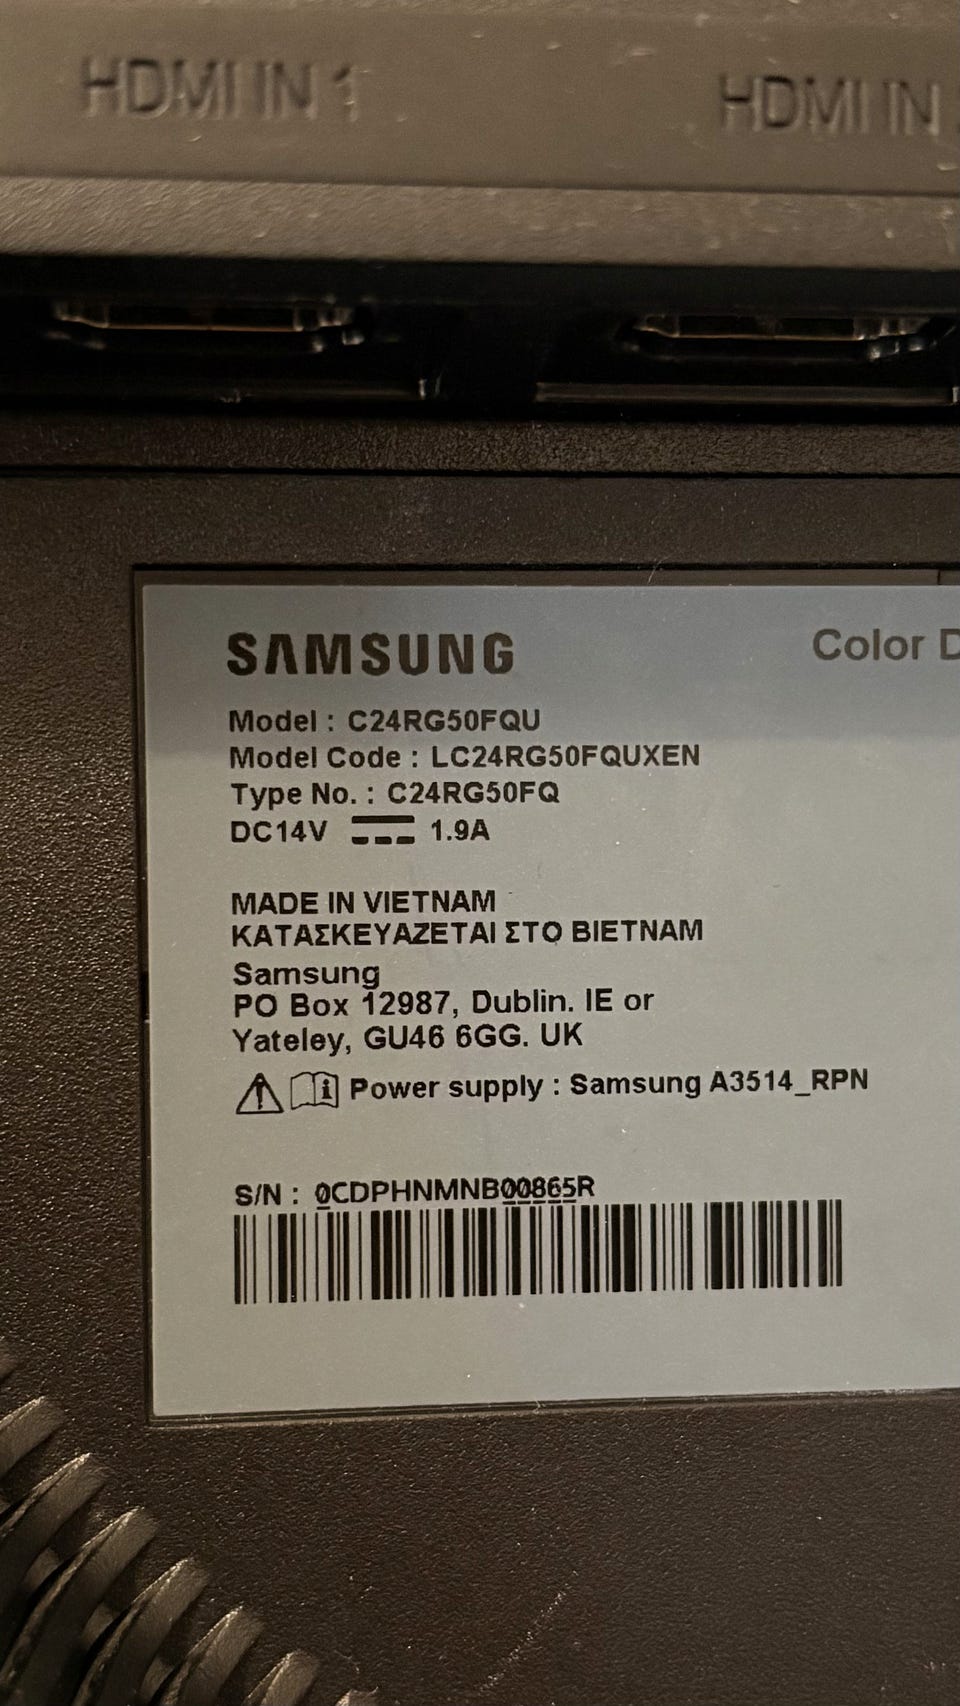 HDMI IN 1
HDMI IN
SAMSUNG
Color
Model : C24RG50FQU
Model Code : LC24RG50FQUXEN
Type No. : C24RG50FQ
DC14V 1.9A
MADE IN VIETNAM
ΚΑΤΑΣΚΕΥΑΖΕΤΑΙ ΣΤΟ ΒΙΕΤΝΑΜ
Samsung
PO Box 12987, Dublin. IE or
Yateley, GU46 6GG. UK
Power supply : Samsung A3514_RPN
S/N : 0CDPHNMNB00865R